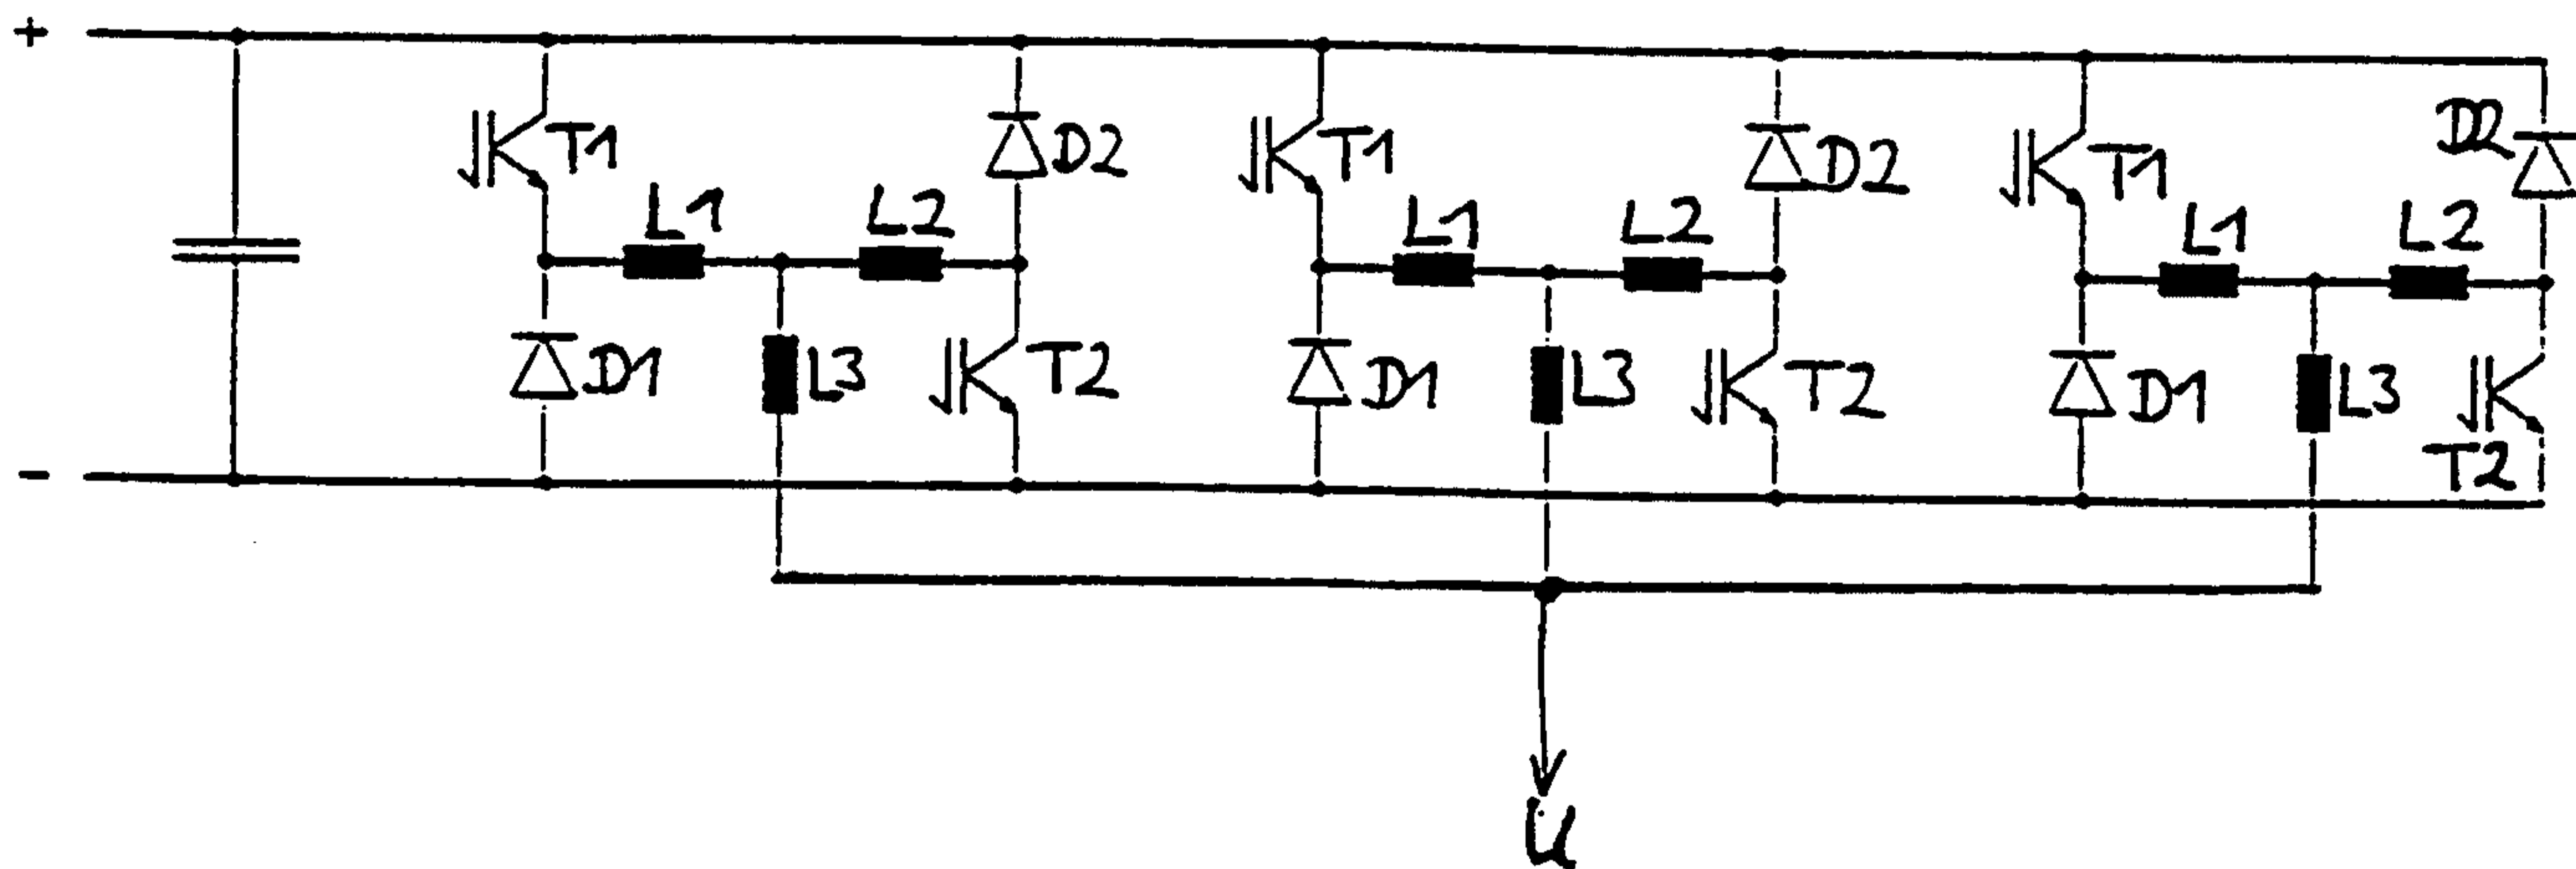 +
T1 D2 T1 D2 T1 D2
L1 L2 L1 L2 L1 L2
D1 L3 T2 D1 L3 T2 D1 L3 T2
-
U